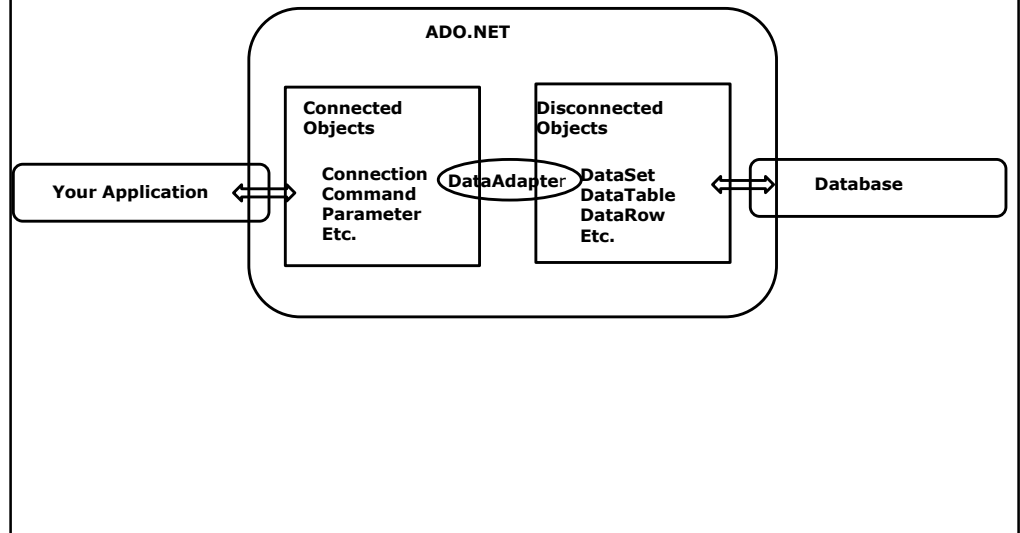 ADO.NET
Connected
Objects
Connection
Command
Parameter
Etc.
Disconnected
Objects
DataSet
DataTable
DataRow
Etc.
DataAdapter
Your Application
Database